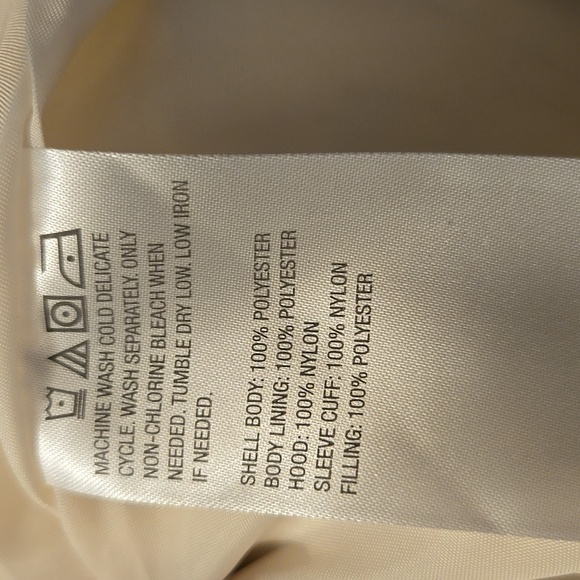 MACHINE WASH COLD DELICATE
CYCLE. WASH SEPARATELY. ONLY
NON-CHLORINE BLEACH WHEN
NEEDED. TUMBLE DRY LOW. LOW IRON
IF NEEDED.
SHELL BODY: 100% POLYESTER
BODY LINING: 100% POLYESTER
HOOD: 100% NYLON
SLEEVE CUFF: 100% NYLON
FILLING: 100% POLYESTER